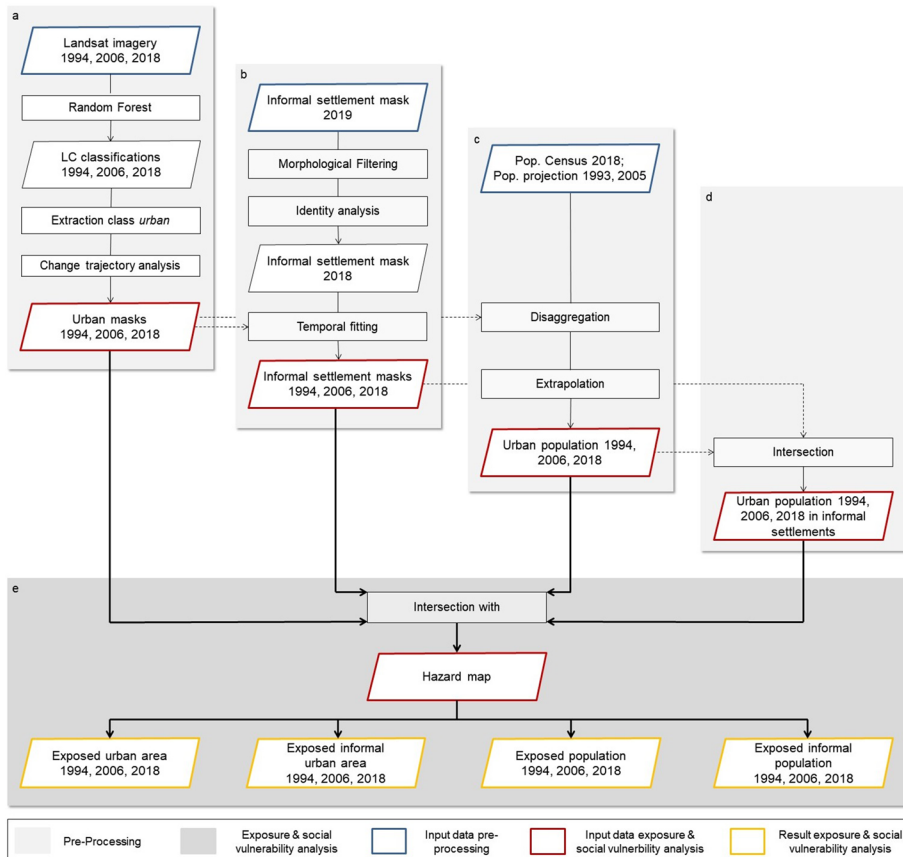 a
Landsat imagery
1994, 2006, 2018
Random Forest
LC classifications
1994, 2006, 2018
Extraction class urban
Change trajectory analysis
Urban masks
1994, 2006, 2018
b
Informal settlement mask
2019
Morphological Filtering
Identity analysis
Informal settlement mask
2018
Temporal fitting
Informal settlement masks
1994, 2006, 2018
c
Pop. Census 2018;
Pop. projection 1993, 2005
Disaggregation
Extrapolation
Urban population 1994,
2006, 2018
d
Intersection
Urban population 1994,
2006, 2018 in informal
settlements
e
Intersection with
Hazard map
Exposed urban area
1994, 2006, 2018
Exposed informal
urban area
1994, 2006, 2018
Exposed population
1994, 2006, 2018
Exposed informal
population
1994, 2006, 2018
Pre-Processing
Exposure & social
vulnerability analysis
Input data pre-
processing
Input data exposure &
social vulnerbility analysis
Result exposure & social
vulnerability analysis